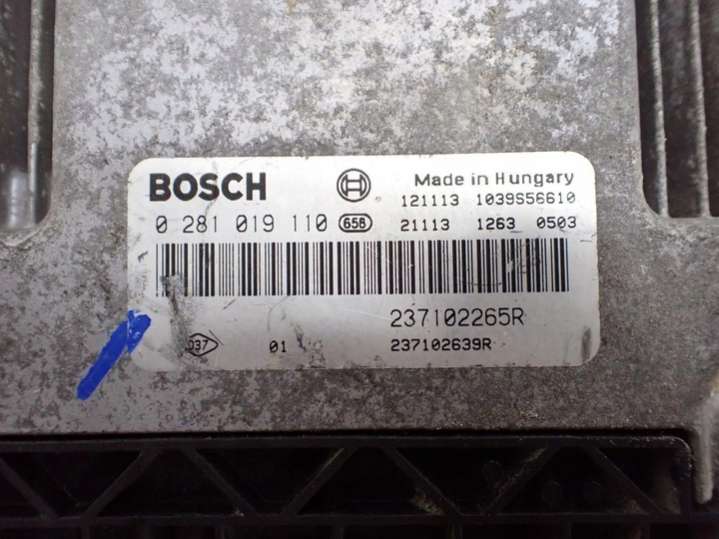 BOSCH Made in Hungary
121113 1039S56610
0 281 019 110 656 21113 1263 0503
237102265R
037 01 237102639R